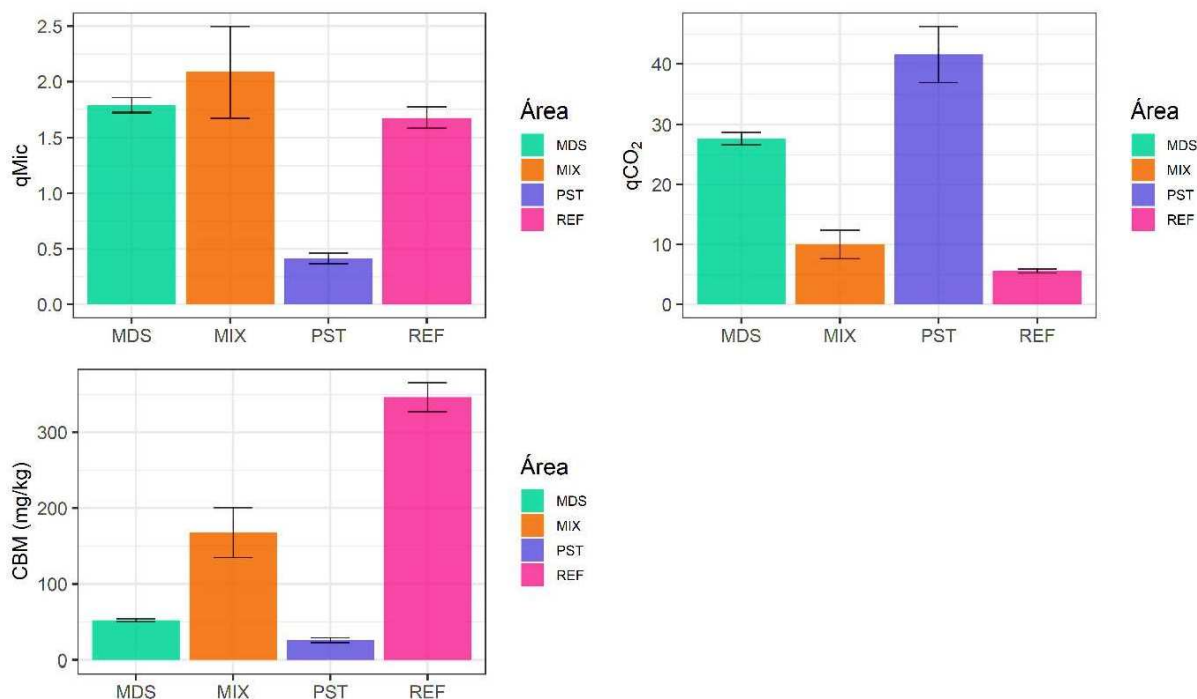 qMic
2.5
2.0
1.5
1.0
0.5
0.0
MDS MIX PST REF
Área
MDS
MIX
PST
REF
qCO₂
40
30
20
10
0
MDS MIX PST REF
Área
MDS
MIX
PST
REF
CBM (mg/kg)
300
200
100
0
MDS MIX PST REF
Área
MDS
MIX
PST
REF